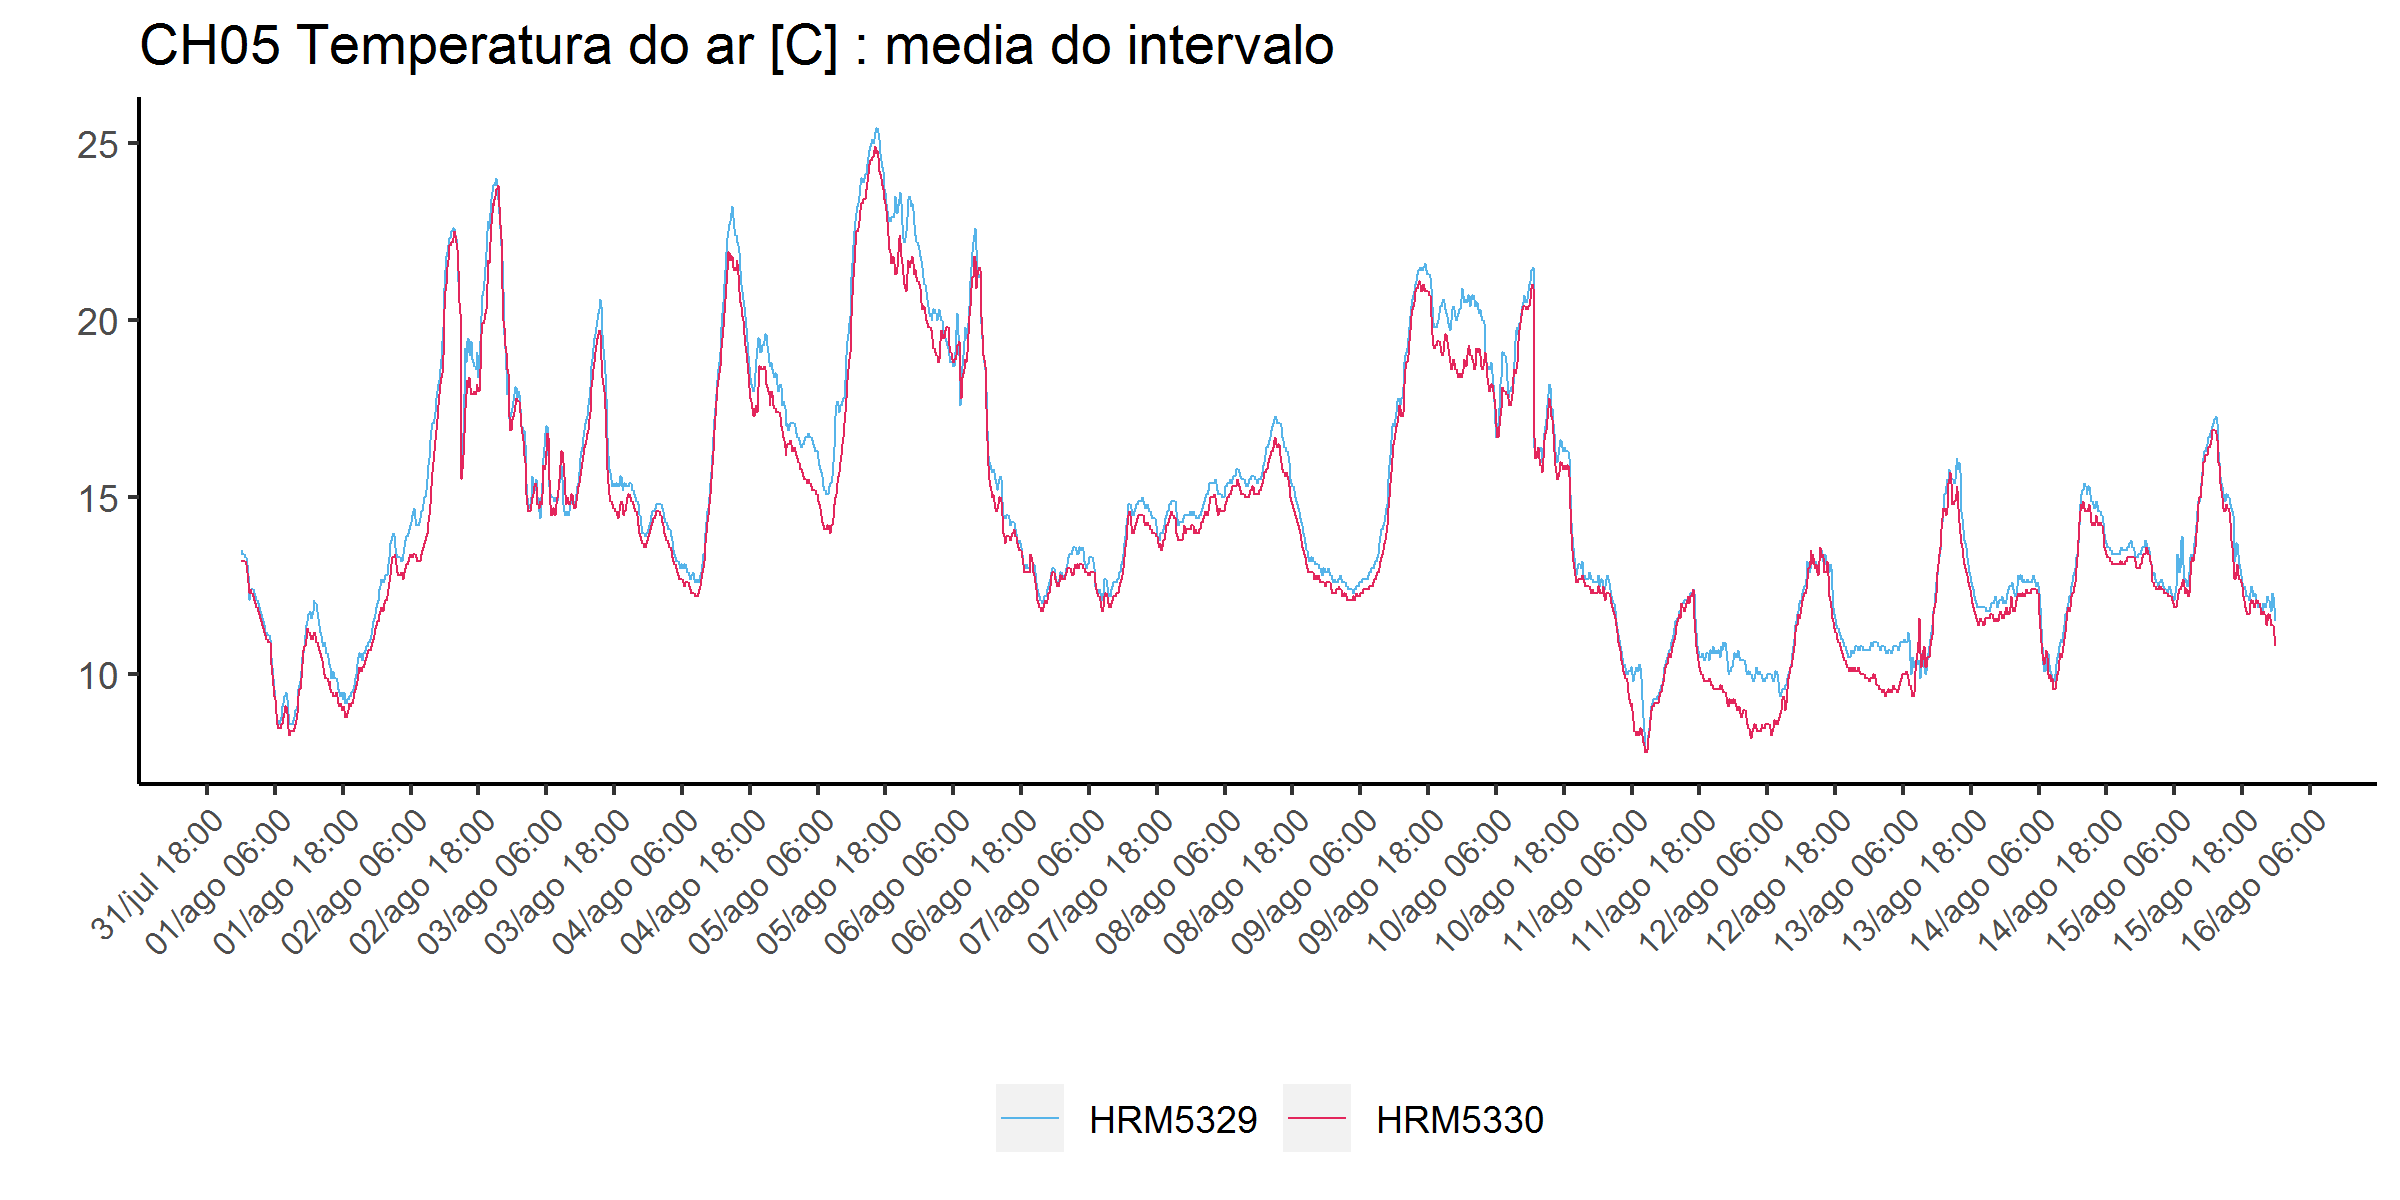 CH05 Temperatura do ar [C] : media do intervalo
25
20
15
10
31/jul 18:00
01/ago 06:00
01/ago 18:00
02/ago 06:00
02/ago 18:00
03/ago 06:00
03/ago 18:00
04/ago 06:00
04/ago 18:00
05/ago 06:00
05/ago 18:00
06/ago 06:00
06/ago 18:00
07/ago 06:00
07/ago 18:00
08/ago 06:00
08/ago 18:00
09/ago 06:00
09/ago 18:00
10/ago 06:00
10/ago 18:00
11/ago 06:00
11/ago 18:00
12/ago 06:00
12/ago 18:00
13/ago 06:00
13/ago 18:00
14/ago 06:00
14/ago 18:00
15/ago 06:00
15/ago 18:00
16/ago 06:00
HRM5329
HRM5330